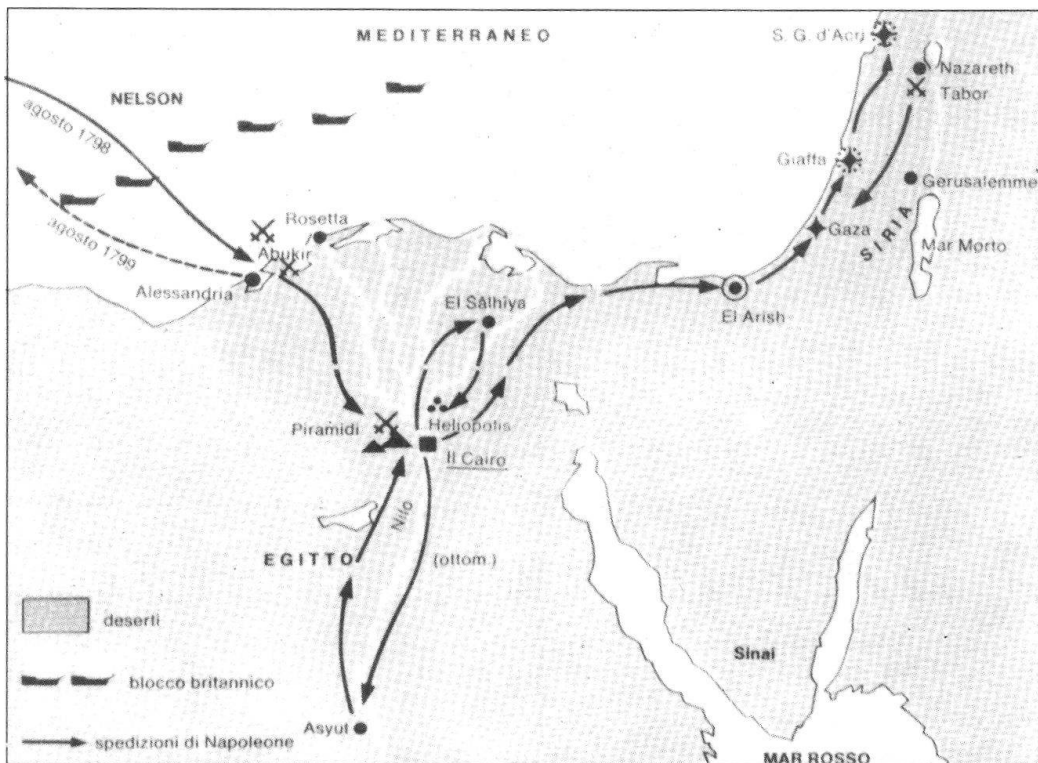 MEDITERRANEO
S. G. d'Acri
Nazareth
Tabor
NELSON
agosto 1798
Giaffa
Gerusalemme
agosto 1799
Rosetta
Abukir
Gaza
SIRIA
Mar Morto
Alessandria
El Sâlhîya
El Arish
Piramidi
Heliopolis
Il Cairo
Nilo
EGITTO
(ottom.)
deserti
Sinai
blocco britannico
Asyut
spedizioni di Napoleone
MAR ROSSO